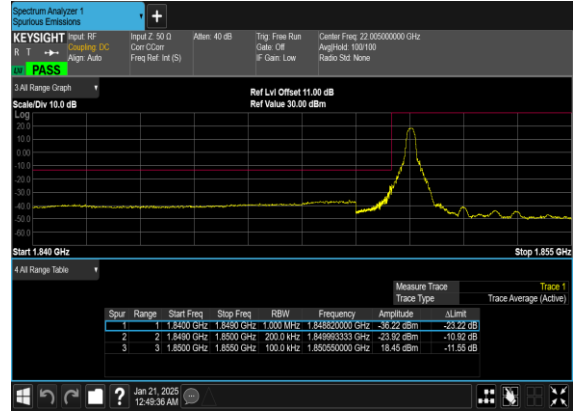 Spectrum Analyzer 1
Spurious Emissions
KEYSIGHT Input: RF Input Z: 50 Ω Atten: 40 dB Trig: Free Run Center Freq: 22.005000000 GHz
R T Coupling: DC Corr CCorr Gate: Off Avg|Hold: 100/100
Align: Auto Freq Ref: Int (S) IF Gain: Low Radio Std: None
PASS
3 All Range Graph
Ref Lvl Offset 11.00 dB
Scale/Div 10.0 dB Ref Value 30.00 dBm
Log
20.0
10.0
0.00
-10.0
-20.0
-30.0
-40.0
-50.0
-60.0
Start 1.840 GHz Stop 1.855 GHz
4 All Range Table
Measure Trace Trace 1
Trace Type Trace Average (Active)
Spur Range Start Freq Stop Freq RBW Frequency Amplitude ΔLimit
1 1 1.8400 GHz 1.8490 GHz 1.000 MHz 1.848820000 GHz -36.22 dBm -23.22 dB
2 2 1.8490 GHz 1.8500 GHz 200.0 kHz 1.849993333 GHz -23.92 dBm -10.92 dB
3 3 1.8500 GHz 1.8550 GHz 100.0 kHz 1.850550000 GHz 18.45 dBm -11.55 dB
Jan 21, 2025
12:49:36 AM